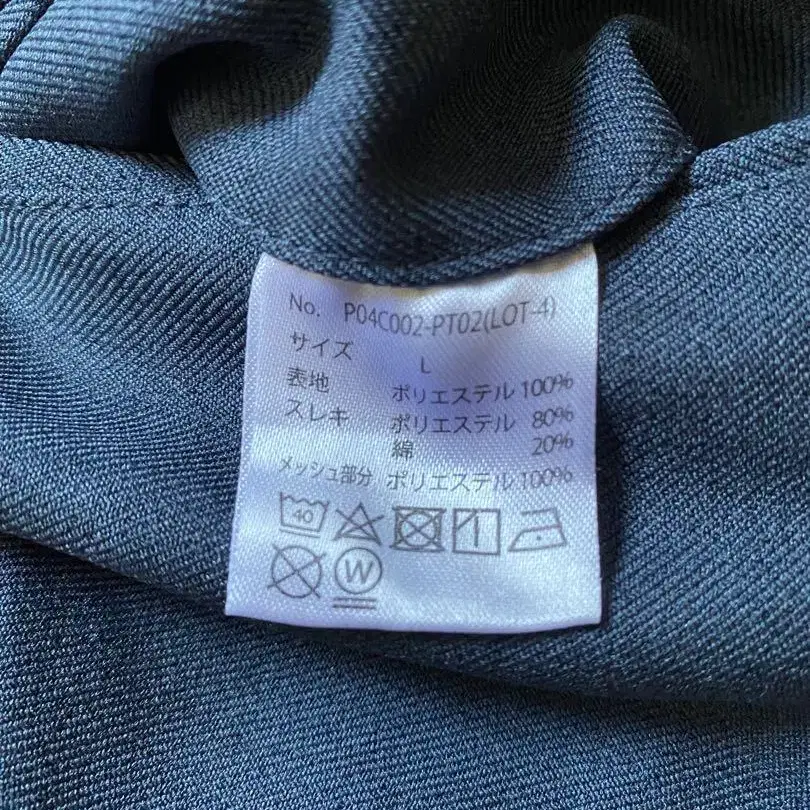 No. P04C002-PT02(LOT-4)
サイズ L
表地 ポリエステル 100%
スレキ ポリエステル 80%
綿 20%
メッシュ部分 ポリエステル 100%
40
W